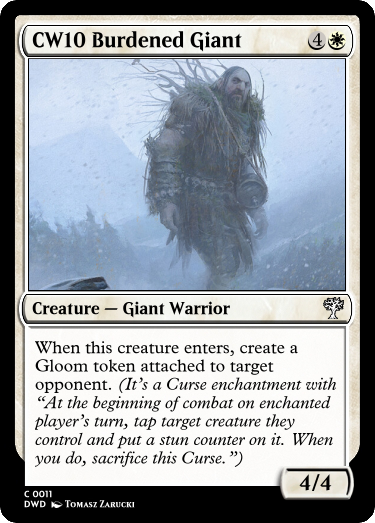 CW10 Burdened Giant 4
Creature — Giant Warrior
When this creature enters, create a
Gloom token attached to target
opponent. (It's a Curse enchantment with
“At the beginning of combat on enchanted
player's turn, tap target creature they
control and put a stun counter on it. When
you do, sacrifice this Curse.”)
4/4
C 0011
DWD Tomasz Zarucki